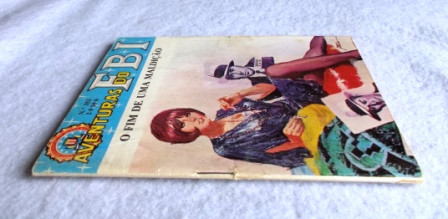 AVENTURAS DO
FBI
O FIM DE UMA MALDIÇÃO